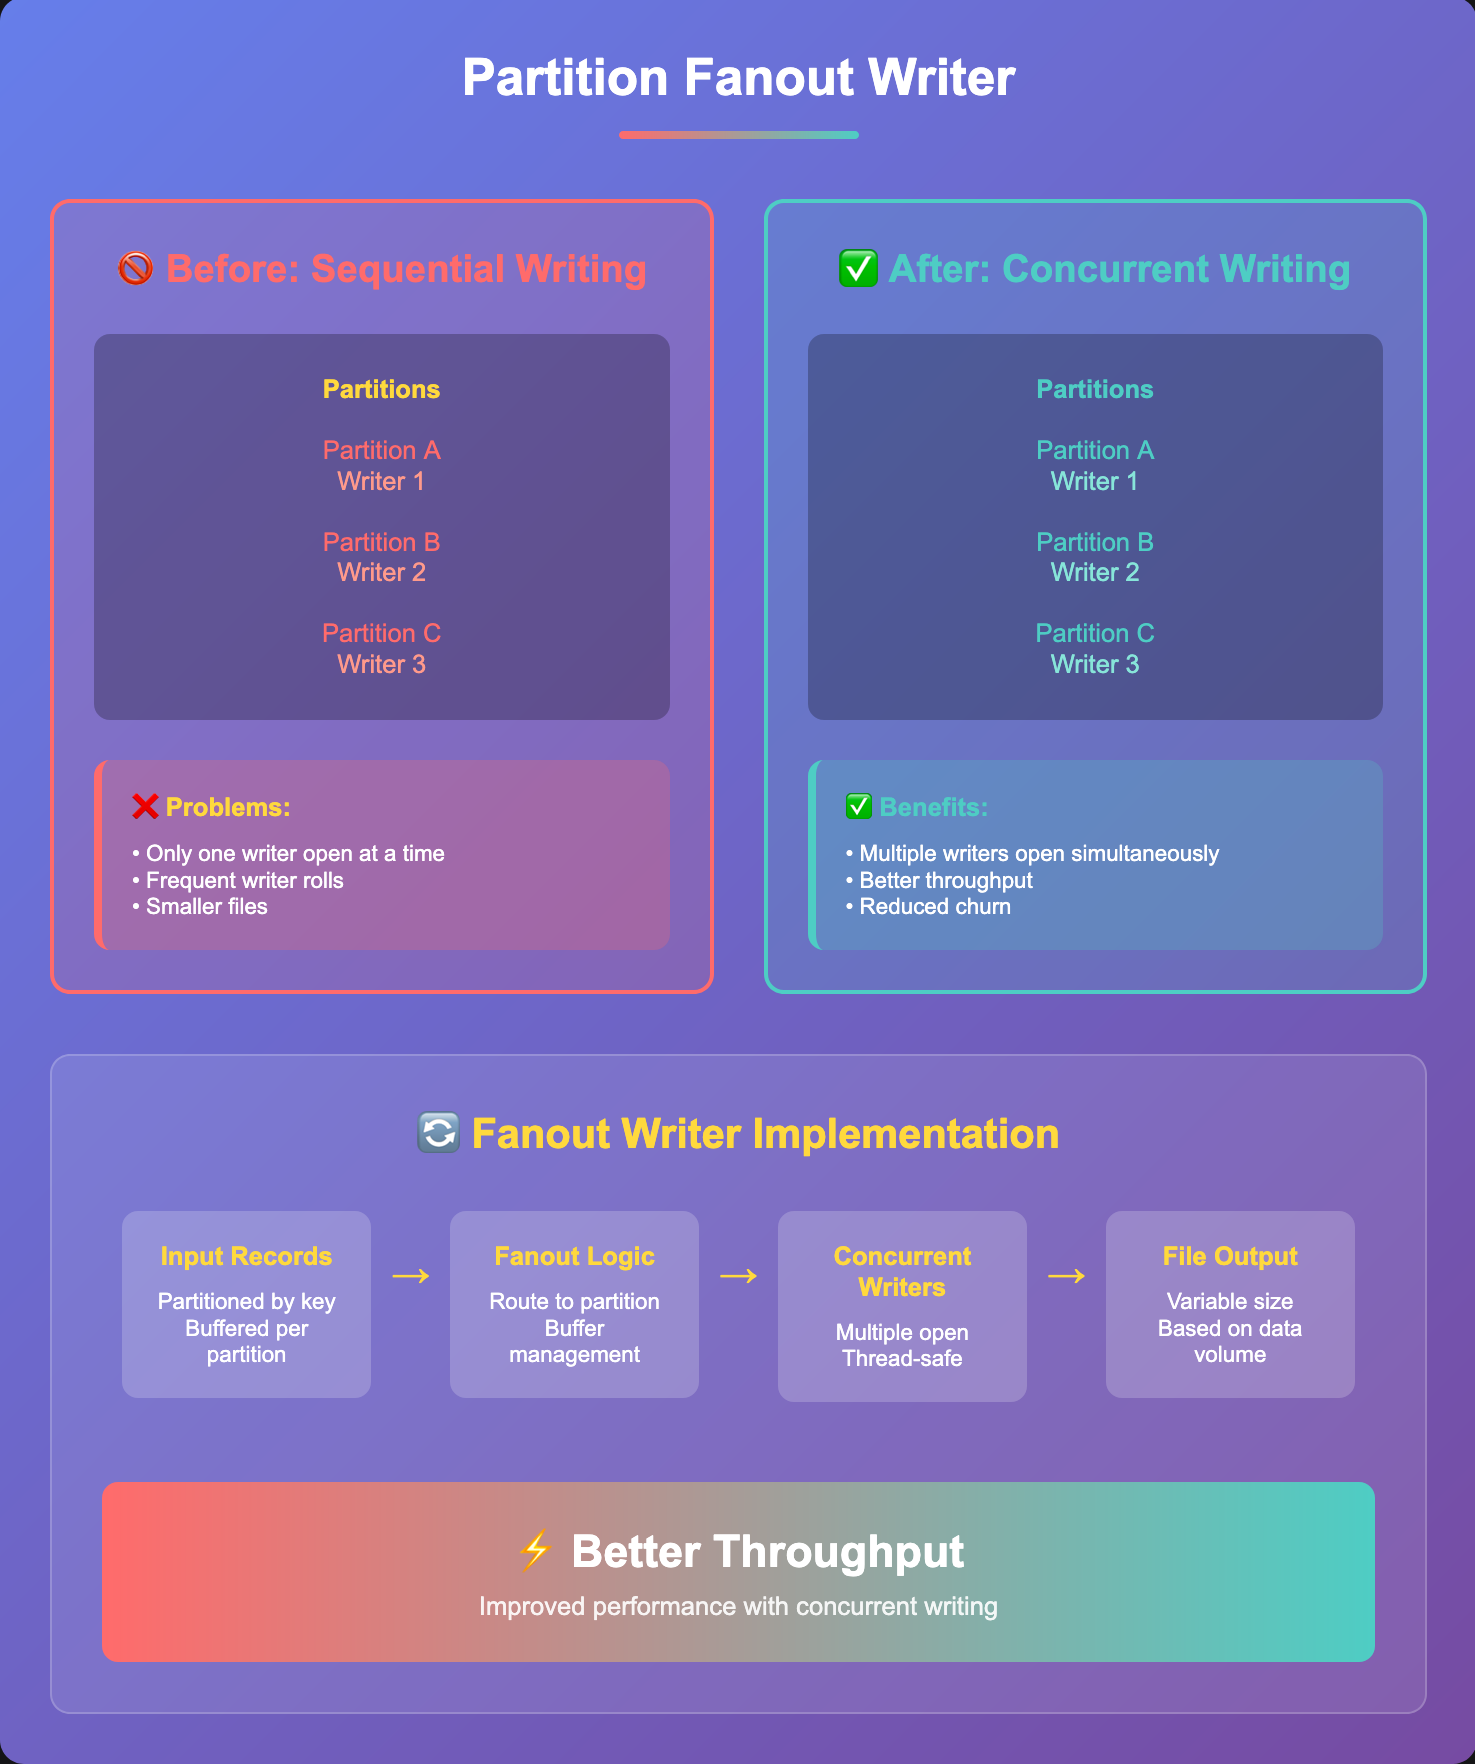 Partition Fanout Writer
🚫 Before: Sequential Writing
Partitions
Partition A
Writer 1
Partition B
Writer 2
Partition C
Writer 3
❌ Problems:
• Only one writer open at a time
• Frequent writer rolls
• Smaller files
✅ After: Concurrent Writing
Partitions
Partition A
Writer 1
Partition B
Writer 2
Partition C
Writer 3
✅ Benefits:
• Multiple writers open simultaneously
• Better throughput
• Reduced churn
🔄 Fanout Writer Implementation
Input Records
Partitioned by key
Buffered per
partition
→
Fanout Logic
Route to partition
Buffer
management
→
Concurrent
Writers
Multiple open
Thread-safe
→
File Output
Variable size
Based on data
volume
⚡ Better Throughput
Improved performance with concurrent writing